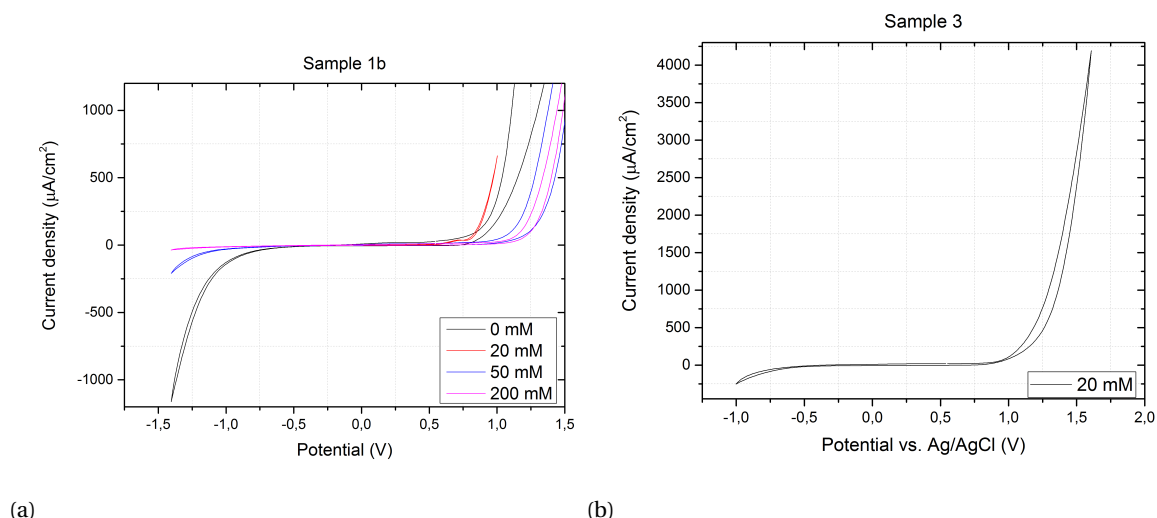 Sample 1b
1000
500
0
-500
-1000
-1,5
-1,0
-0,5
0,0
0,5
1,0
1,5
Current density (µA/cm²)
Potential (V)
0 mM
20 mM
50 mM
200 mM
(a)
Sample 3
4000
3500
3000
2500
2000
1500
1000
500
0
-1,0
-0,5
0,0
0,5
1,0
1,5
2,0
Current density (µA/cm²)
Potential vs. Ag/AgCl (V)
20 mM
(b)